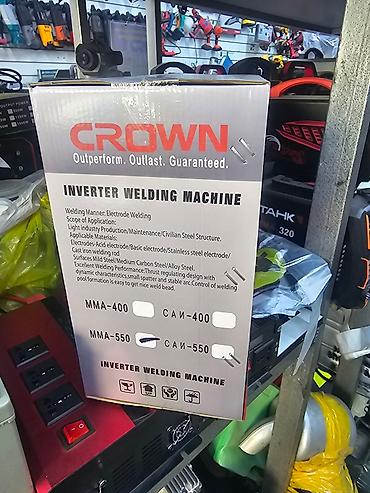 CROWN
Outperform. Outlast. Guaranteed.
INVERTER WELDING MACHINE
Welding Manner, Electrode Welding
Scope of Application:
Light industry Production/Maintenance/Civilian Steel Structure.
Applicable Materials:
Electrodes-Acid electrode/Basic electrode/Stainless steel electrode/
Cast iron welding rod
Surfaces Mild Steel/Medium Carbon Steel/Alloy Steel.
Excellent Welding Performance:Thrust regulating design with
dynamic characteristics,small spatter and stable arc.Control of welding
pool formation is easy to get nice weld bead.
MMA-400
САИ-400
MMA-550
САИ-550
INVERTER WELDING MACHINE
ТАНК
320